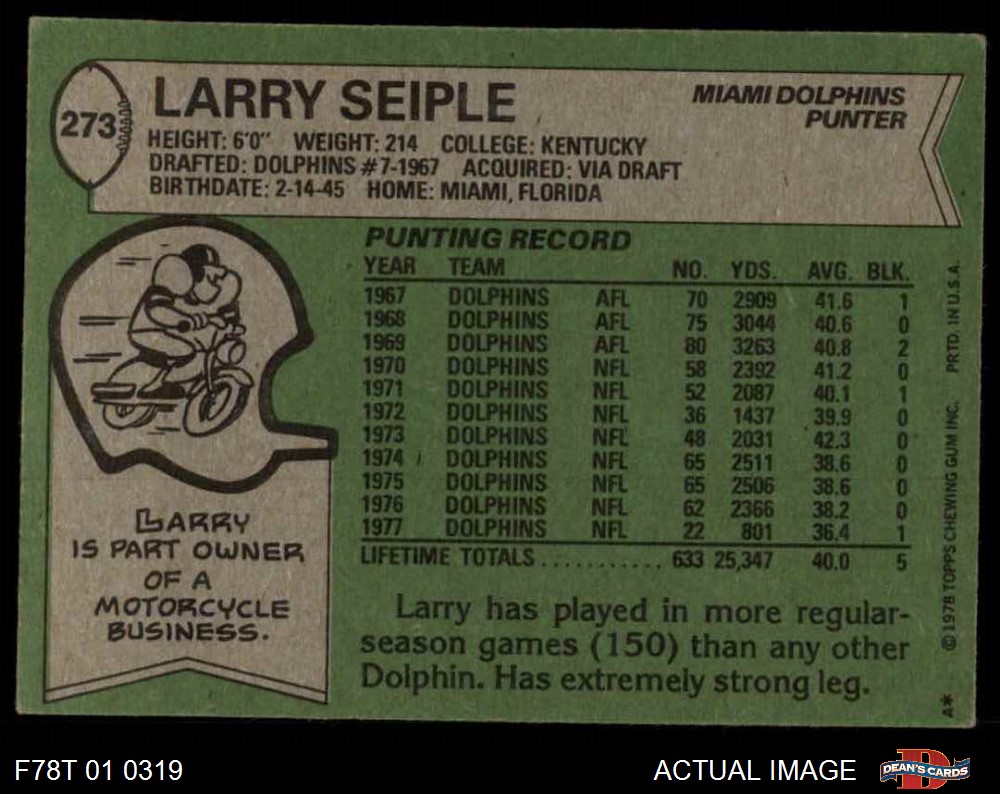 273
LARRY SEIPLE
MIAMI DOLPHINS
PUNTER
HEIGHT: 6'0" WEIGHT: 214 COLLEGE: KENTUCKY
DRAFTED: DOLPHINS #7-1967 ACQUIRED: VIA DRAFT
BIRTHDATE: 2-14-45 HOME: MIAMI, FLORIDA
PUNTING RECORD
YEAR TEAM NO. YDS. AVG. BLK.
1967 DOLPHINS AFL 70 2909 41.6 1
1968 DOLPHINS AFL 75 3044 40.6 0
1969 DOLPHINS AFL 80 3263 40.8 2
1970 DOLPHINS NFL 58 2392 41.2 0
1971 DOLPHINS NFL 52 2087 40.1 1
1972 DOLPHINS NFL 36 1437 39.9 0
1973 DOLPHINS NFL 48 2031 42.3 0
1974 DOLPHINS NFL 65 2511 38.6 0
1975 DOLPHINS NFL 65 2506 38.6 0
1976 DOLPHINS NFL 62 2366 38.2 0
1977 DOLPHINS NFL 22 801 36.4 1
LIFETIME TOTALS........... 633 25,347 40.0 5
LARRY
IS PART OWNER
OF A
MOTORCYCLE
BUSINESS.
Larry has played in more regular-
season games (150) than any other
Dolphin. Has extremely strong leg.
A* © 1978 TOPPS CHEWING GUM INC. PRTD. IN U.S.A.
F78T 01 0319
ACTUAL IMAGE
D
DEAN'S CARDS